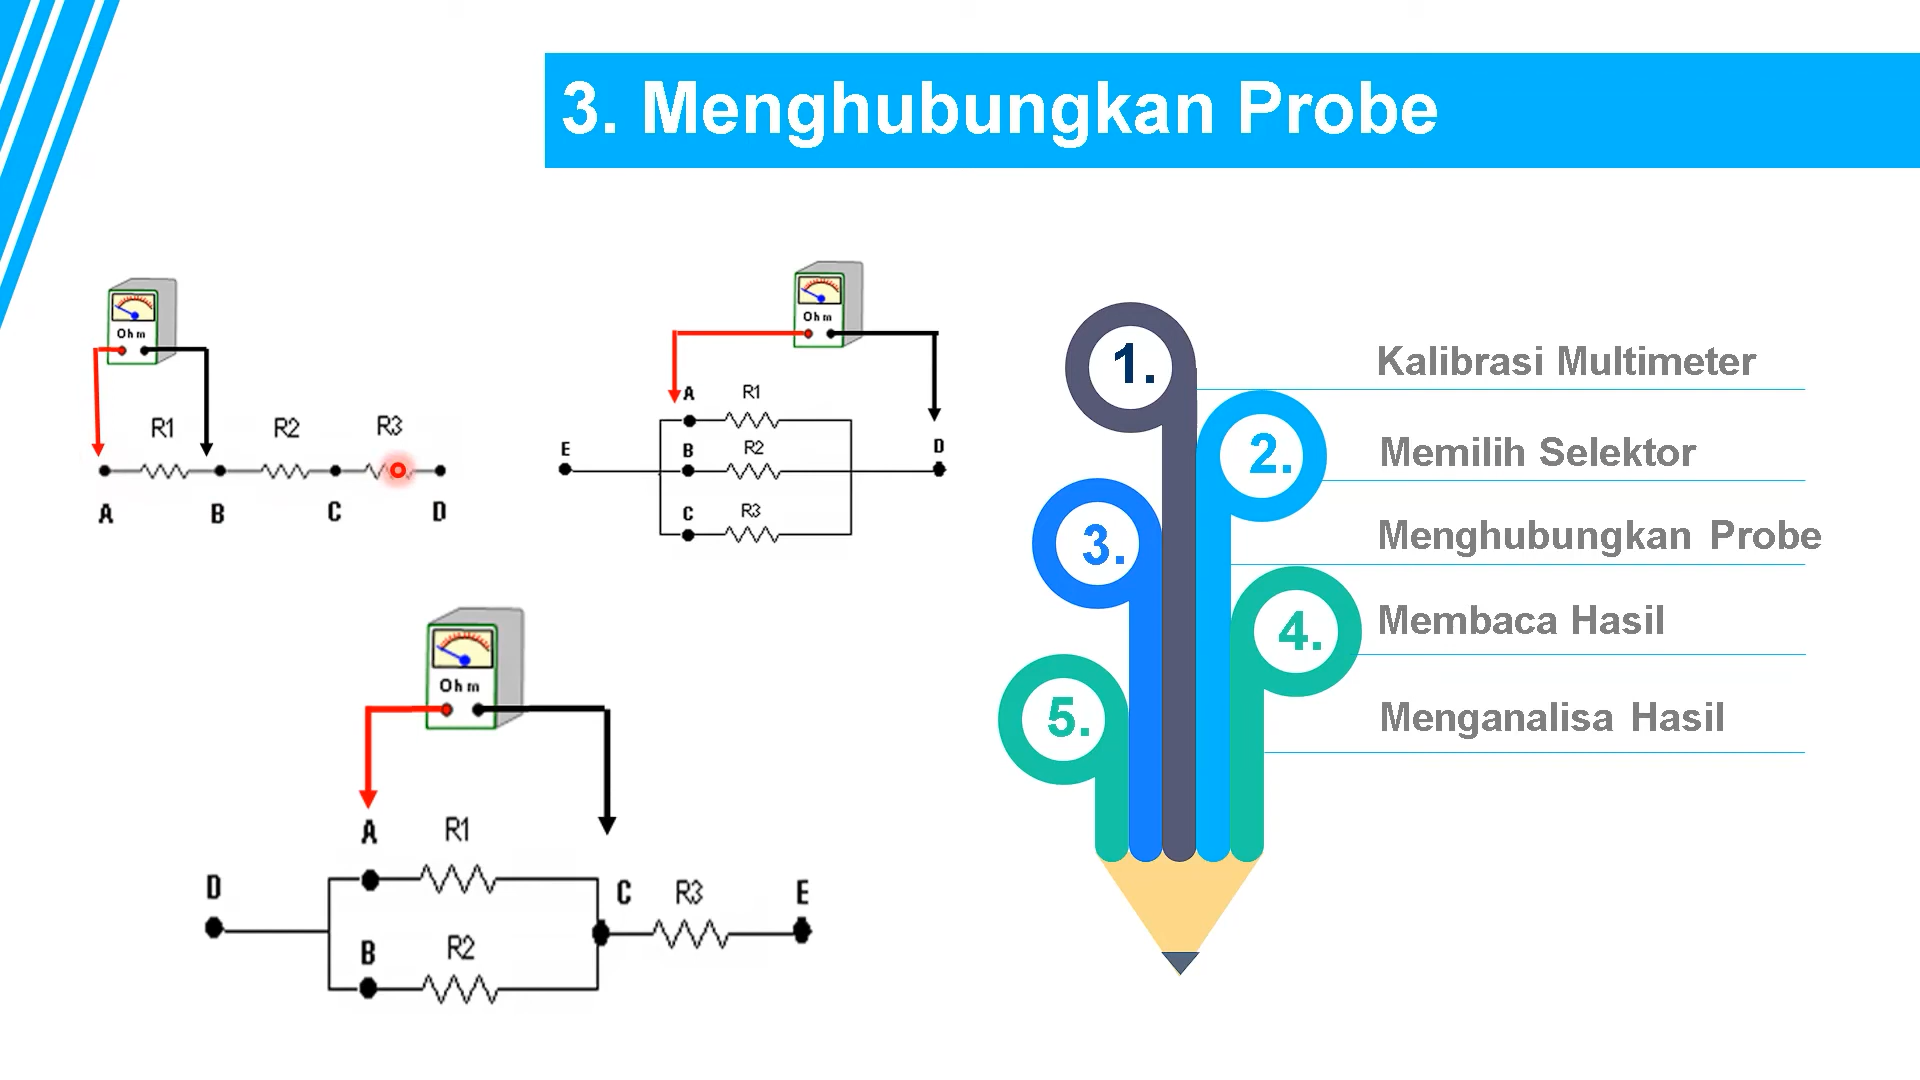 3. Menghubungkan Probe
Ohm
R1 R2 R3
A B C D
Ohm
A R1
E B R2 D
C R3
Ohm
A R1
D C R3 E
B R2
1. Kalibrasi Multimeter
2. Memilih Selektor
3. Menghubungkan Probe
4. Membaca Hasil
5. Menganalisa Hasil